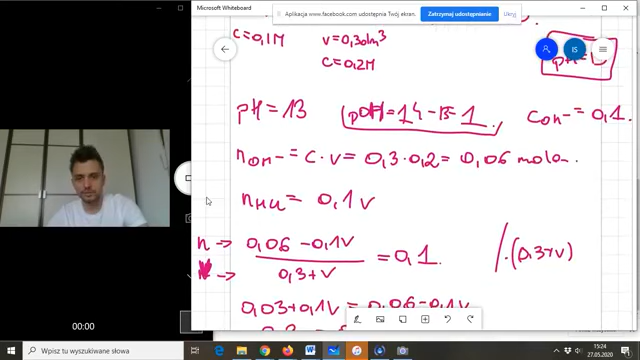 Microsoft Whiteboard
Aplikacja www.facebook.com udostępnia Twój ekran.
Zatrzymaj udostępnianie
Ukryj
C=0,1M V=0,3dm³
C=0,2M
IS
pH=13 pOH=14-13=1 COH-=0,1.
nOH-=C·V=0,3·0,2=0,06 mola
nHCl=0,1V
n→ 0,06-0,1V
=0,1. /·(0,3+V)
→ 0,3+V
0,03+0,1V=0,06-0,1V
00:00
Wpisz tu wyszukiwane słowa
15:24
27.05.2020